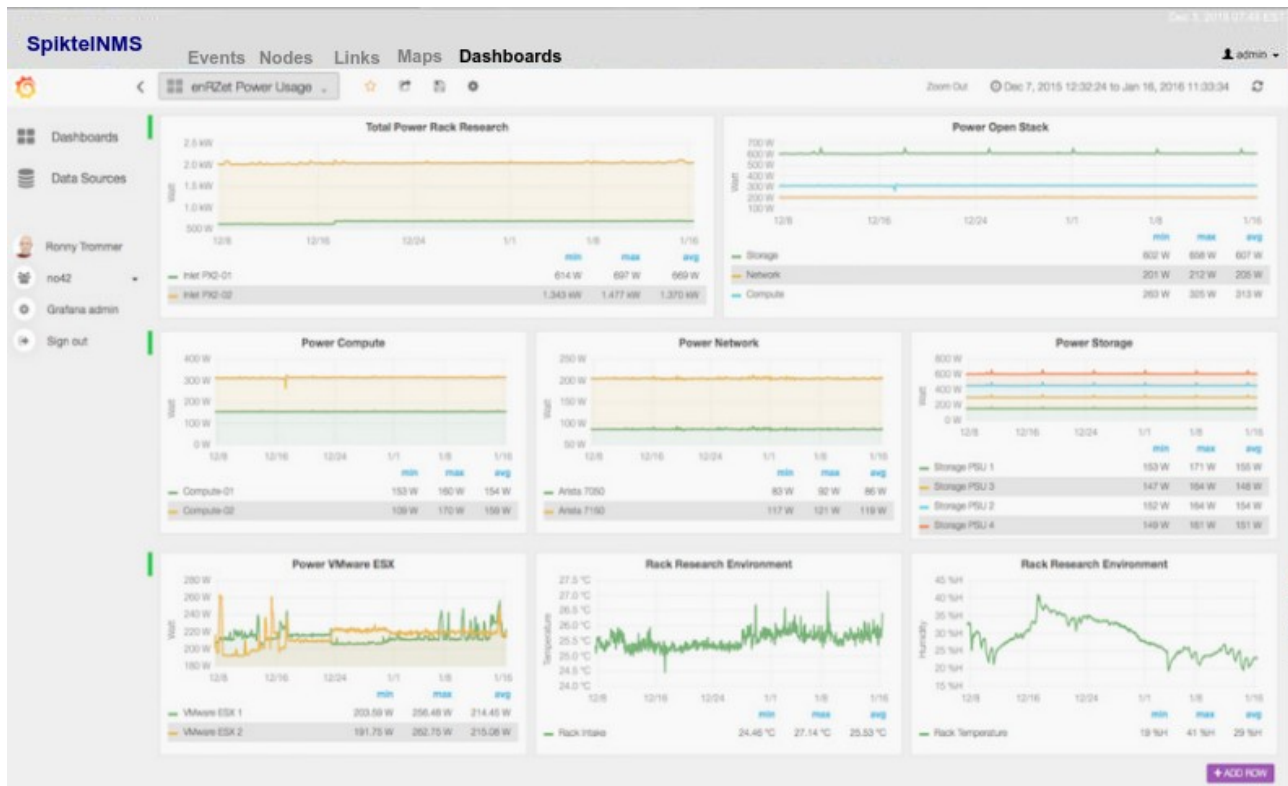 SpiktelNMS
Events Nodes Links Maps Dashboards
admin
enRZet Power Usage
Zoom Out Dec 7, 2015 12:32:24 to Jan 16, 2016 11:33:34
Dashboards
Data Sources
Ronny Trommer
no42
Grafana admin
Sign out
Total Power Rack Research
2.5 kW
2.0 kW
1.5 kW
1.0 kW
500 W
Watt
12/8 12/16 12/24 1/1 1/8 1/16
min max avg
Inlet PX2-01 614 W 697 W 669 W
Inlet PX2-02 1.343 kW 1.477 kW 1.370 kW
Power Open Stack
700 W
600 W
500 W
400 W
300 W
200 W
100 W
Watt
12/8 12/16 12/24 1/1 1/8 1/16
min max avg
Storage 602 W 658 W 607 W
Network 201 W 212 W 205 W
Compute 263 W 325 W 313 W
Power Compute
400 W
300 W
200 W
100 W
0 W
Watt
12/8 12/16 12/24 1/1 1/8 1/16
min max avg
Compute-01 153 W 160 W 154 W
Compute-02 109 W 170 W 159 W
Power Network
250 W
200 W
150 W
100 W
50 W
Watt
12/8 12/16 12/24 1/1 1/8 1/16
min max avg
Arista 7050 83 W 92 W 86 W
Arista 7150 117 W 121 W 119 W
Power Storage
800 W
600 W
400 W
200 W
0 W
Watt
12/8 12/16 12/24 1/1 1/8 1/16
min max avg
Storage PSU 1 153 W 171 W 155 W
Storage PSU 3 147 W 164 W 148 W
Storage PSU 2 152 W 164 W 154 W
Storage PSU 4 149 W 161 W 151 W
Power VMware ESX
280 W
260 W
240 W
220 W
200 W
180 W
Watt
12/8 12/16 12/24 1/1 1/8 1/16
min max avg
VMware ESX 1 203.59 W 256.48 W 214.45 W
VMware ESX 2 191.75 W 262.75 W 215.08 W
Rack Research Environment
27.5 °C
27.0 °C
26.5 °C
26.0 °C
25.5 °C
25.0 °C
24.5 °C
24.0 °C
Temperature
12/8 12/16 12/24 1/1 1/8 1/16
min max avg
Rack Intake 24.46 °C 27.14 °C 25.53 °C
Rack Research Environment
45 %H
40 %H
35 %H
30 %H
25 %H
20 %H
15 %H
Humidity
12/8 12/16 12/24 1/1 1/8 1/16
min max avg
Rack Temperature 19 %H 41 %H 29 %H
+ ADD ROW